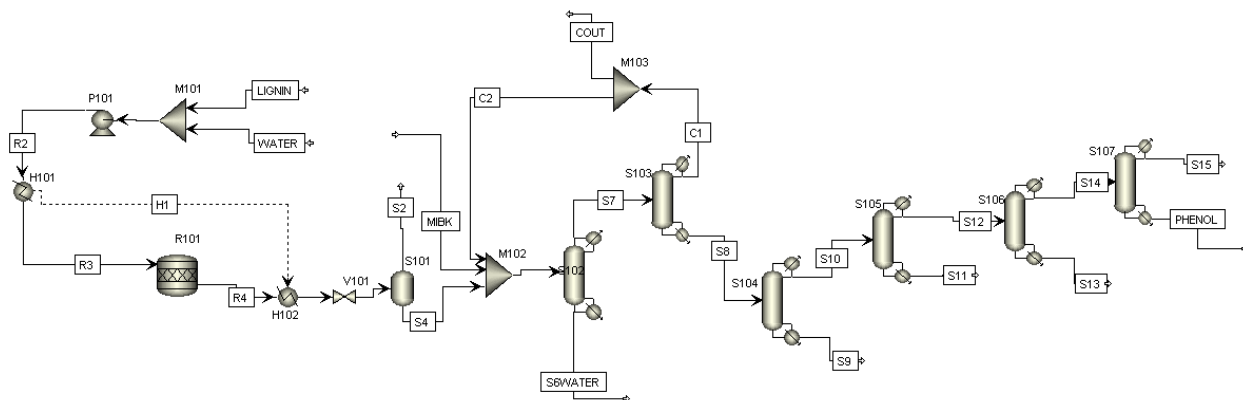 COUT
M103
C2
C1
P101
M101
LIGNIN
WATER
R2
H101
H1
R101
R3
R4
H102
V101
S2
MIBK
S101
S4
M102
S7
S103
S102
S6WATER
S8
S104
S10
S9
S105
S12
S11
S106
S14
S13
S107
S15
PHENOL